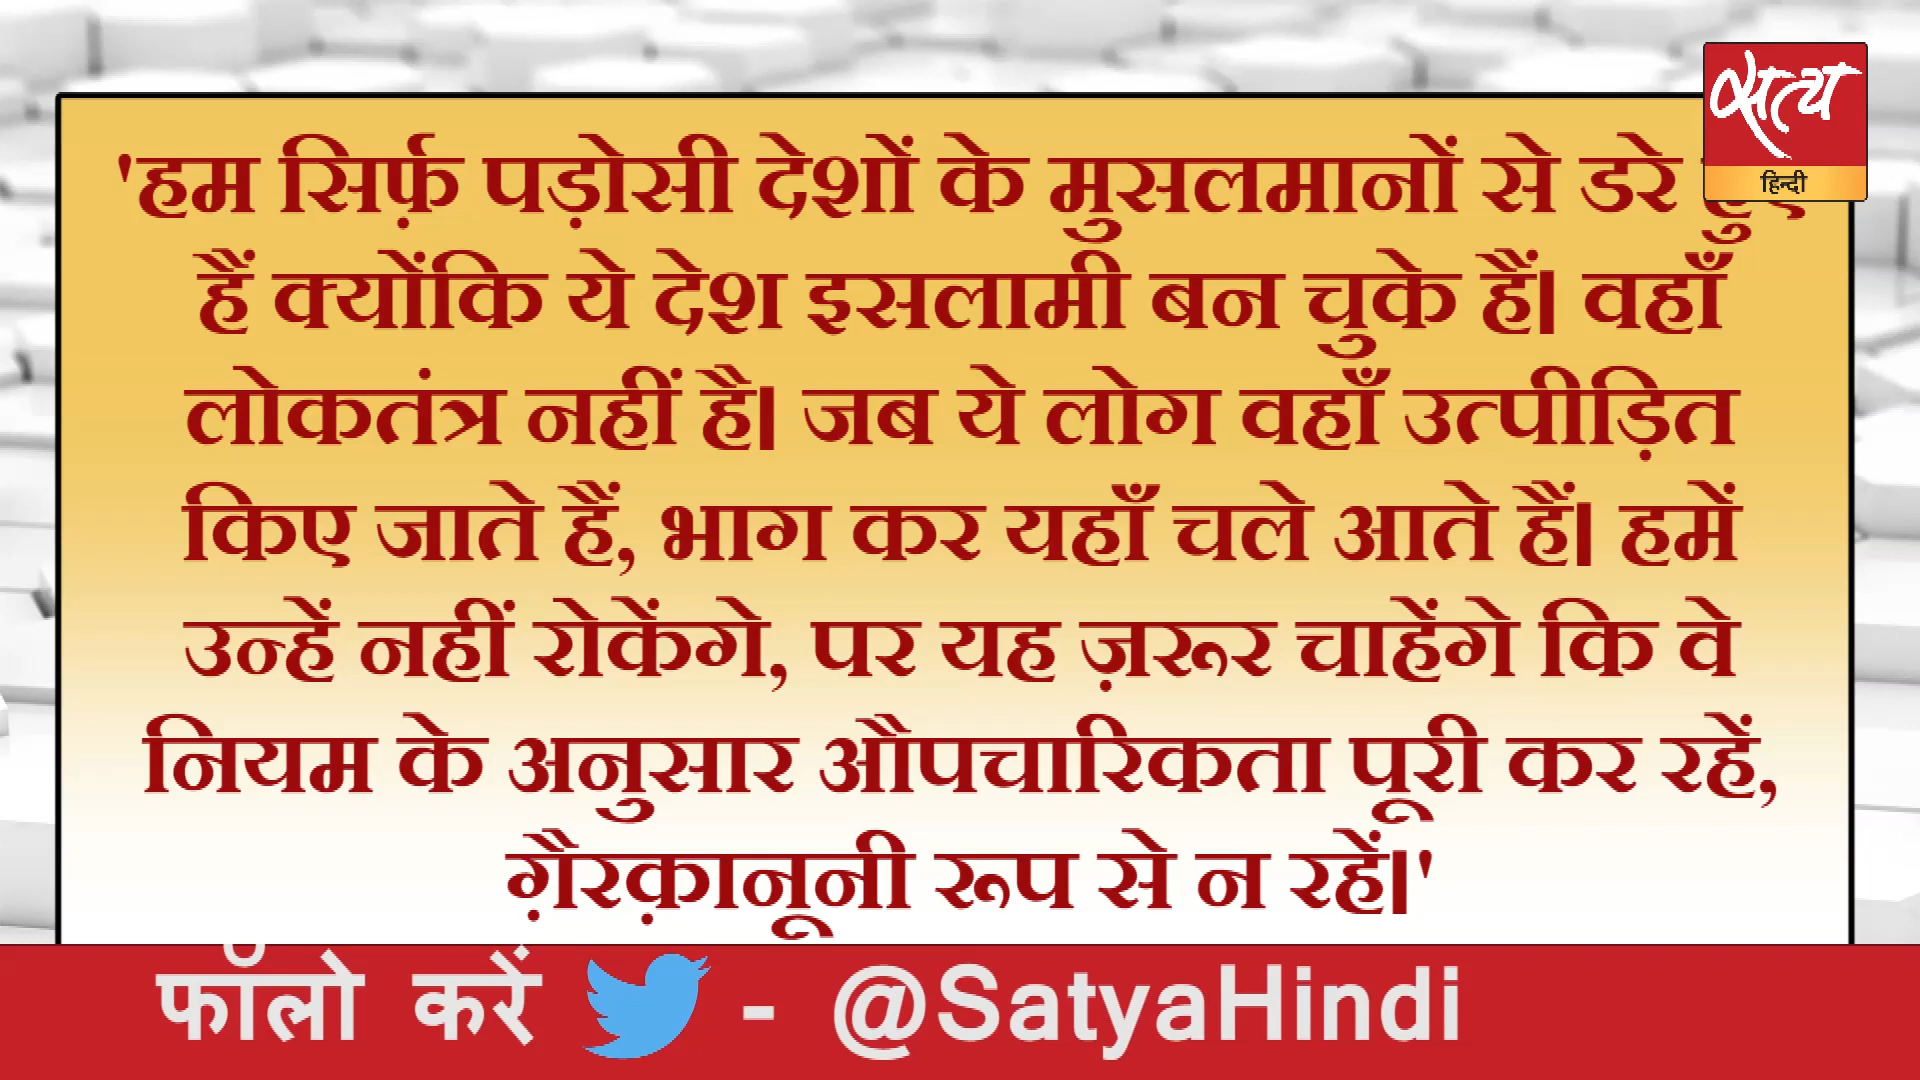 'हम सिर्फ़ पड़ोसी देशों के मुसलमानों से डरे
हैं क्योंकि ये देश इसलामी बन चुके हैं। वहाँ
लोकतंत्र नहीं है। जब ये लोग वहाँ उत्पीड़ित
किए जाते हैं, भाग कर यहाँ चले आते हैं। हमें
उन्हें नहीं रोकेंगे, पर यह ज़रूर चाहेंगे कि वे
नियम के अनुसार औपचारिकता पूरी कर रहें,
ग़ैरक़ानूनी रूप से न रहें।'
सत्य
हिन्दी
फॉलो करें - @SatyaHindi